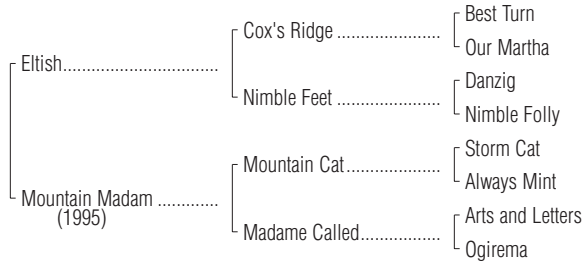 Best Turn
Cox's Ridge ....................
Our Martha
Eltish..............................
Danzig
Nimble Feet ....................
Nimble Folly
Storm Cat
Mountain Cat..................
Always Mint
Mountain Madam ............
(1995)
Arts and Letters
Madame Called...............
Ogirema